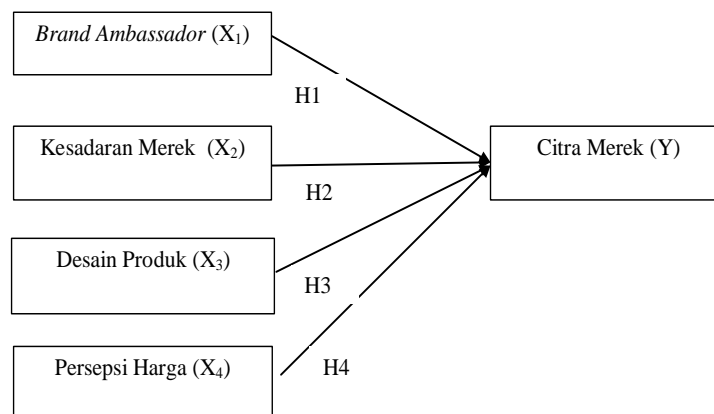 Brand Ambassador (X₁)
H1
Kesadaran Merek (X₂)
Citra Merek (Y)
H2
Desain Produk (X₃)
H3
Persepsi Harga (X₄)
H4